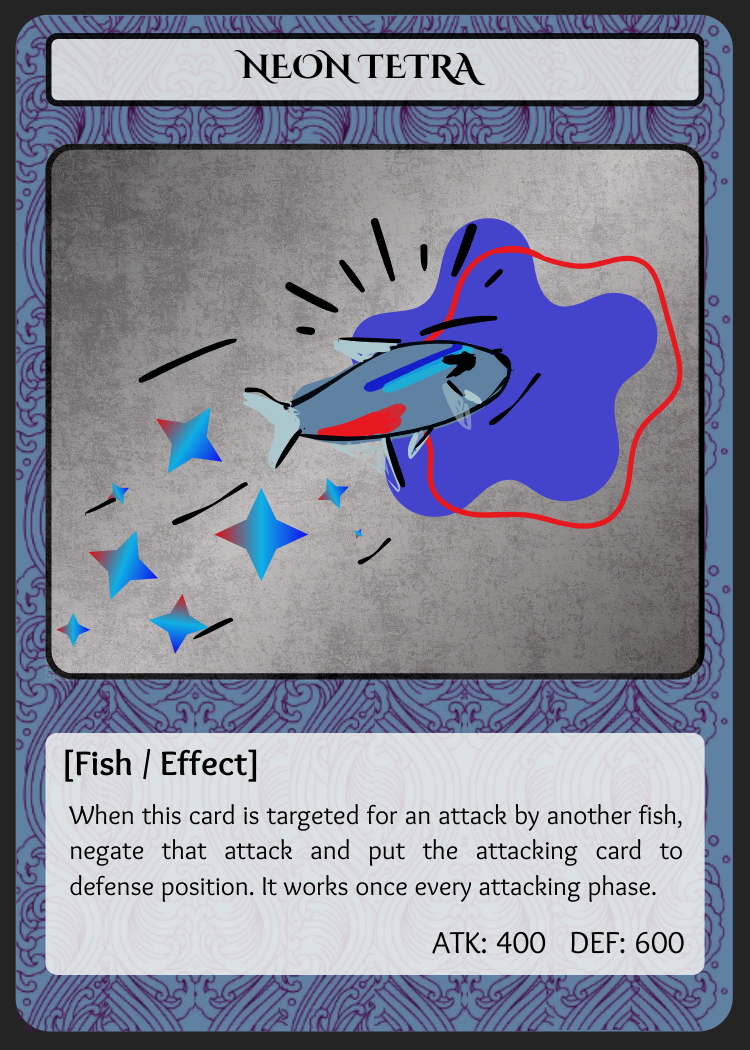 NEON TETRA
[Fish / Effect]
When this card is targeted for an attack by another fish,
negate that attack and put the attacking card to
defense position. It works once every attacking phase.
ATK: 400 DEF: 600